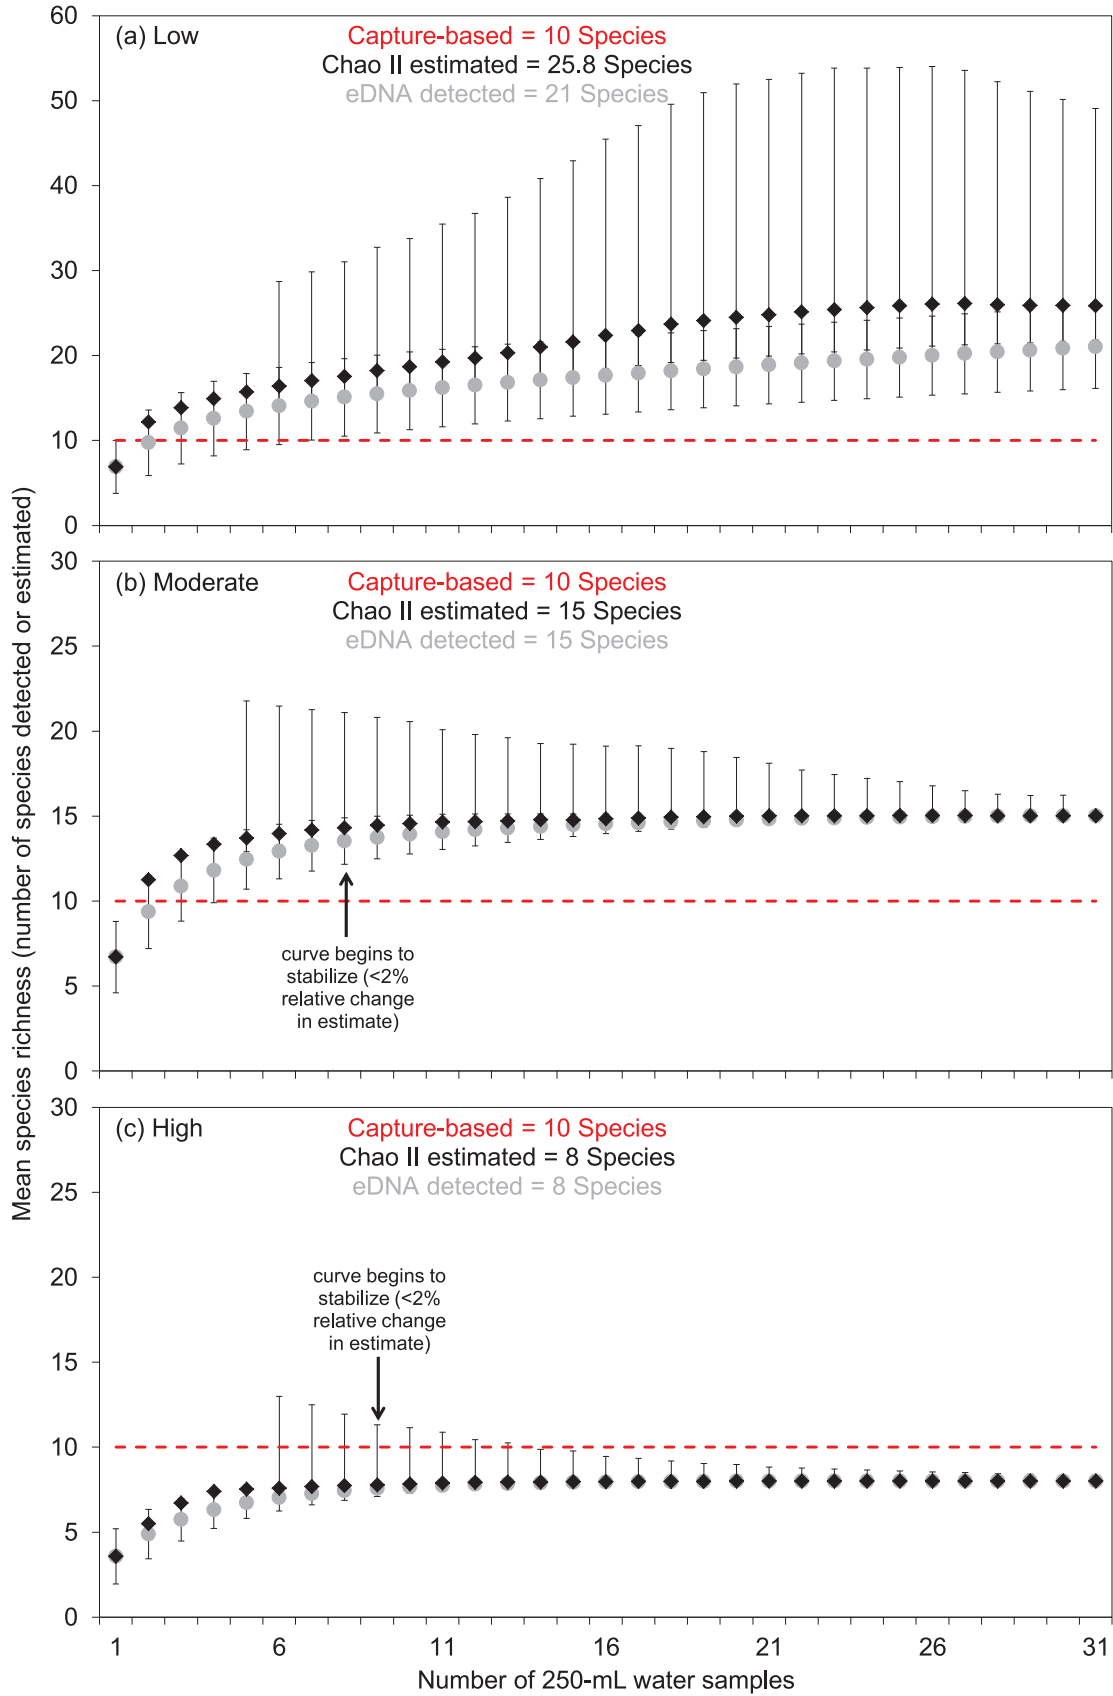 Mean species richness (number of species detected or estimated)
60
50
40
30
20
10
0
(a) Low
Capture-based = 10 Species
Chao II estimated = 25.8 Species
eDNA detected = 21 Species
30
25
20
15
10
5
0
(b) Moderate
Capture-based = 10 Species
Chao II estimated = 15 Species
eDNA detected = 15 Species
curve begins to
stabilize (<2%
relative change
in estimate)
30
25
20
15
10
5
0
(c) High
Capture-based = 10 Species
Chao II estimated = 8 Species
eDNA detected = 8 Species
curve begins to
stabilize (<2%
relative change
in estimate)
1 6 11 16 21 26 31
Number of 250-mL water samples